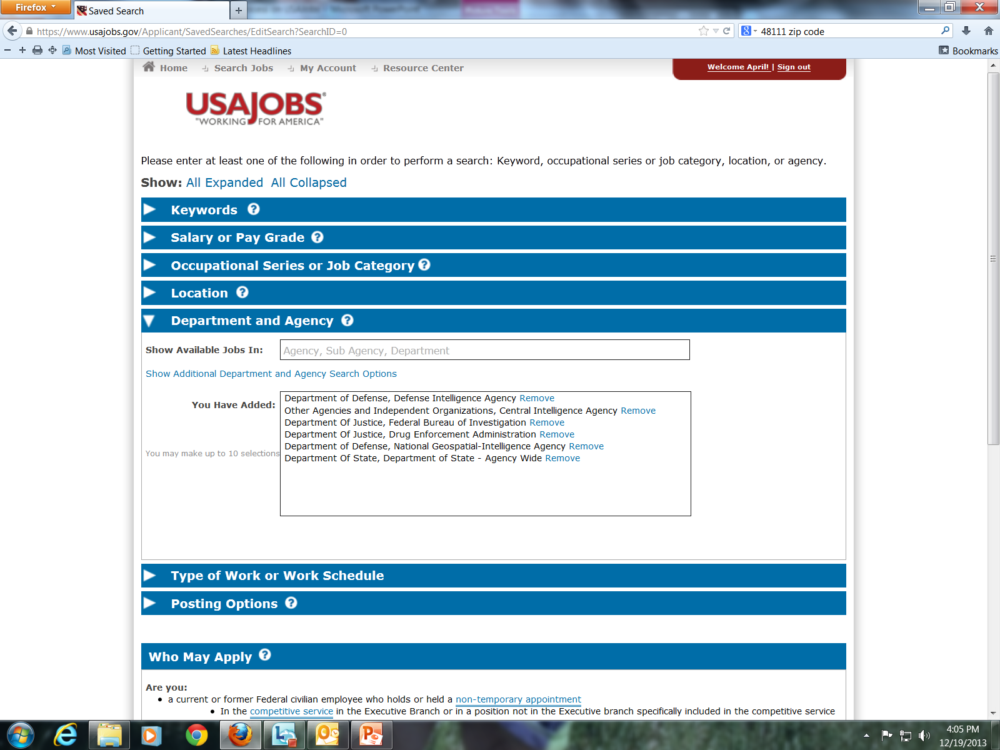 Firefox
Saved Search
https://www.usajobs.gov/Applicant/SavedSearches/EditSearch?SearchID=0
48111 zip code
Most Visited Getting Started Latest Headlines
Bookmarks
Home Search Jobs My Account Resource Center
Welcome April! | Sign out
USAJOBS®
"WORKING FOR AMERICA"
Please enter at least one of the following in order to perform a search: Keyword, occupational series or job category, location, or agency.
Show: All Expanded All Collapsed
Keywords ?
Salary or Pay Grade ?
Occupational Series or Job Category ?
Location ?
Department and Agency ?
Show Available Jobs In: Agency, Sub Agency, Department
Show Additional Department and Agency Search Options
You Have Added:
Department of Defense, Defense Intelligence Agency Remove
Other Agencies and Independent Organizations, Central Intelligence Agency Remove
Department Of Justice, Federal Bureau of Investigation Remove
Department Of Justice, Drug Enforcement Administration Remove
Department of Defense, National Geospatial-Intelligence Agency Remove
Department Of State, Department of State - Agency Wide Remove
You may make up to 10 selections
Type of Work or Work Schedule
Posting Options ?
Who May Apply ?
Are you:
• a current or former Federal civilian employee who holds or held a non-temporary appointment
• In the competitive service in the Executive Branch or in a position not in the Executive branch specifically included in the competitive service
4:05 PM
12/19/2013